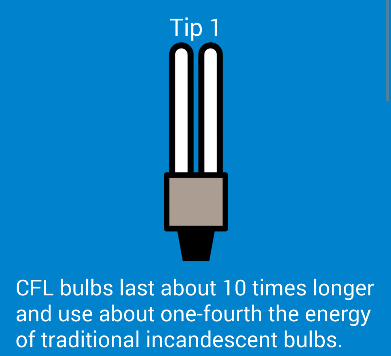 Tip 1
CFL bulbs last about 10 times longer
and use about one-fourth the energy
of traditional incandescent bulbs.